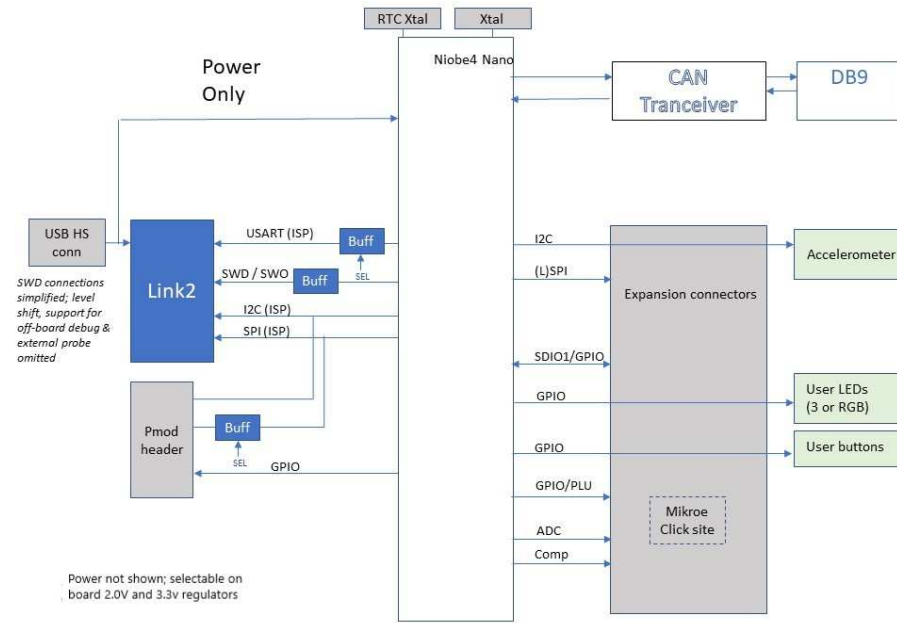 RTC Xtal
Xtal
Niobe4 Nano
Power
Only
CAN
Tranceiver
DB9
USB HS
conn
Link2
USART (ISP)
Buff
SEL
SWD / SWO
Buff
I2C (ISP)
SPI (ISP)
SWD connections
simplified; level
shift, support for
off-board debug &
external probe
omitted
Pmod
header
Buff
SEL
GPIO
I2C
(L)SPI
SDIO1/GPIO
GPIO
GPIO
GPIO/PLU
ADC
Comp
Expansion connectors
Mikroe
Click site
Accelerometer
User LEDs
(3 or RGB)
User buttons
Power not shown; selectable on
board 2.0V and 3.3v regulators